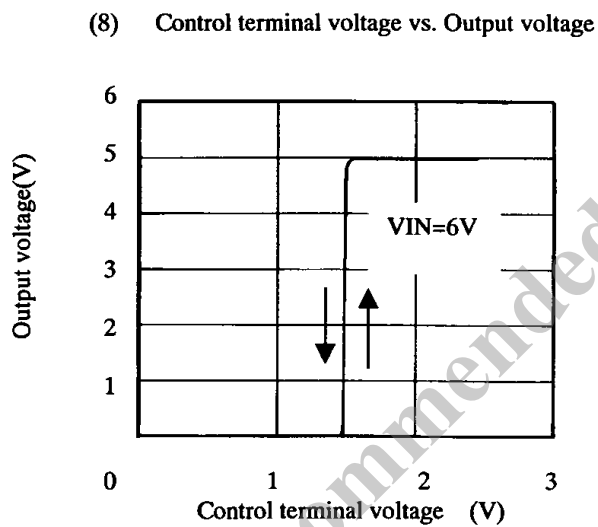 (8) Control terminal voltage vs. Output voltage
6
5
4
3
2
1
0
Output voltage(V)
VIN=6V
1 2 3
Control terminal voltage (V)
ommended